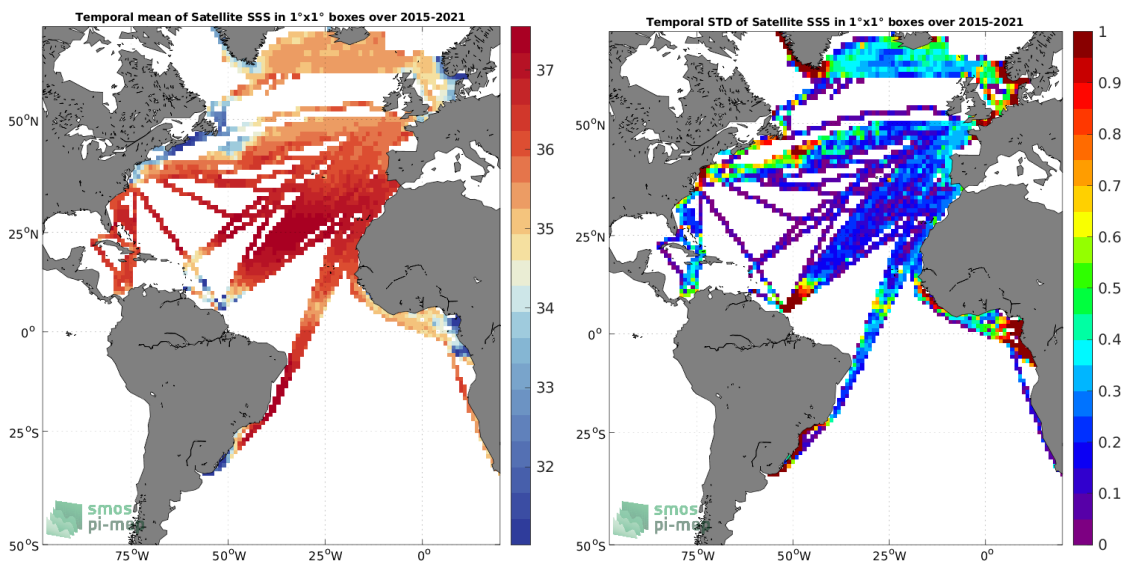 Temporal mean of Satellite SSS in 1°x1° boxes over 2015-2021
50°N
25°N
0°
25°S
50°S
75°W
50°W
25°W
0°
37
36
35
34
33
32
smos
pi-mep
Temporal STD of Satellite SSS in 1°x1° boxes over 2015-2021
50°N
25°N
0°
25°S
50°S
75°W
50°W
25°W
0°
1
0.9
0.8
0.7
0.6
0.5
0.4
0.3
0.2
0.1
0
smos
pi-mep